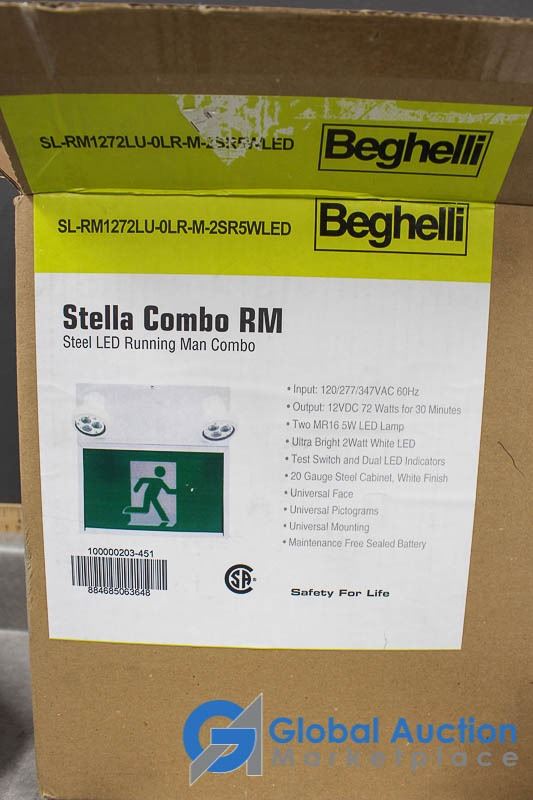 SL-RM1272LU-0LR-M-2SR5WLED
Beghelli
SL-RM1272LU-0LR-M-2SR5WLED
Beghelli
Stella Combo RM
Steel LED Running Man Combo
• Input: 120/277/347VAC 60Hz
• Output: 12VDC 72 Watts for 30 Minutes
• Two MR16 5W LED Lamp
• Ultra Bright 2Watt White LED
• Test Switch and Dual LED Indicators
• 20 Gauge Steel Cabinet, White Finish
• Universal Face
• Universal Pictograms
• Universal Mounting
• Maintenance Free Sealed Battery
100000203-451
884685063648
CSA®
Safety For Life
GA Global Auction
Marketplace